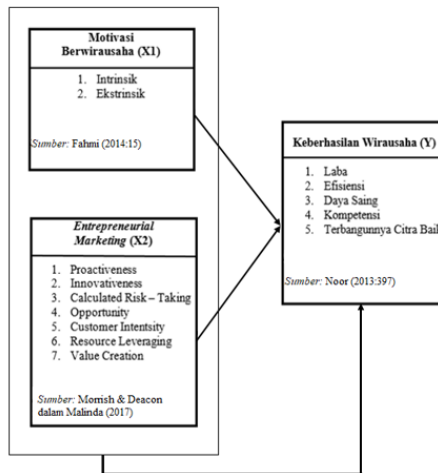 Motivasi
Berwirausaha (X1)
1. Intrinsik
2. Ekstrinsik
Sumber: Fahmi (2014:15)
Entrepreneurial
Marketing (X2)
1. Proactiveness
2. Innovativeness
3. Calculated Risk – Taking
4. Opportunity
5. Customer Intentsity
6. Resource Leveraging
7. Value Creation
Sumber: Morrish & Deacon
dalam Malinda (2017)
Keberhasilan Wirausaha (Y)
1. Laba
2. Efisiensi
3. Daya Saing
4. Kompetensi
5. Terbangunnya Citra Baik
Sumber: Noor (2013:397)